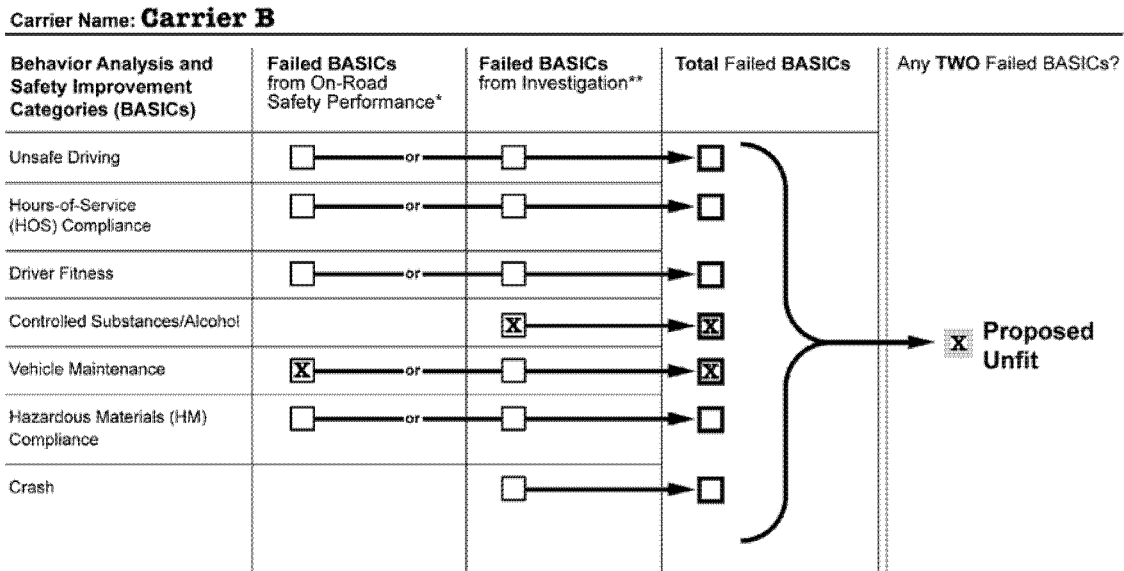 Carrier Name: Carrier B
Behavior Analysis and
Safety Improvement
Categories (BASICs)
Failed BASICs
from On-Road
Safety Performance*
Failed BASICs
from Investigation**
Total Failed BASICs
Any TWO Failed BASICs?
Unsafe Driving
or
Hours-of-Service
(HOS) Compliance
or
Driver Fitness
or
Controlled Substances/Alcohol
X
X
Vehicle Maintenance
X
or
X
Hazardous Materials (HM)
Compliance
or
Crash
X
Proposed
Unfit